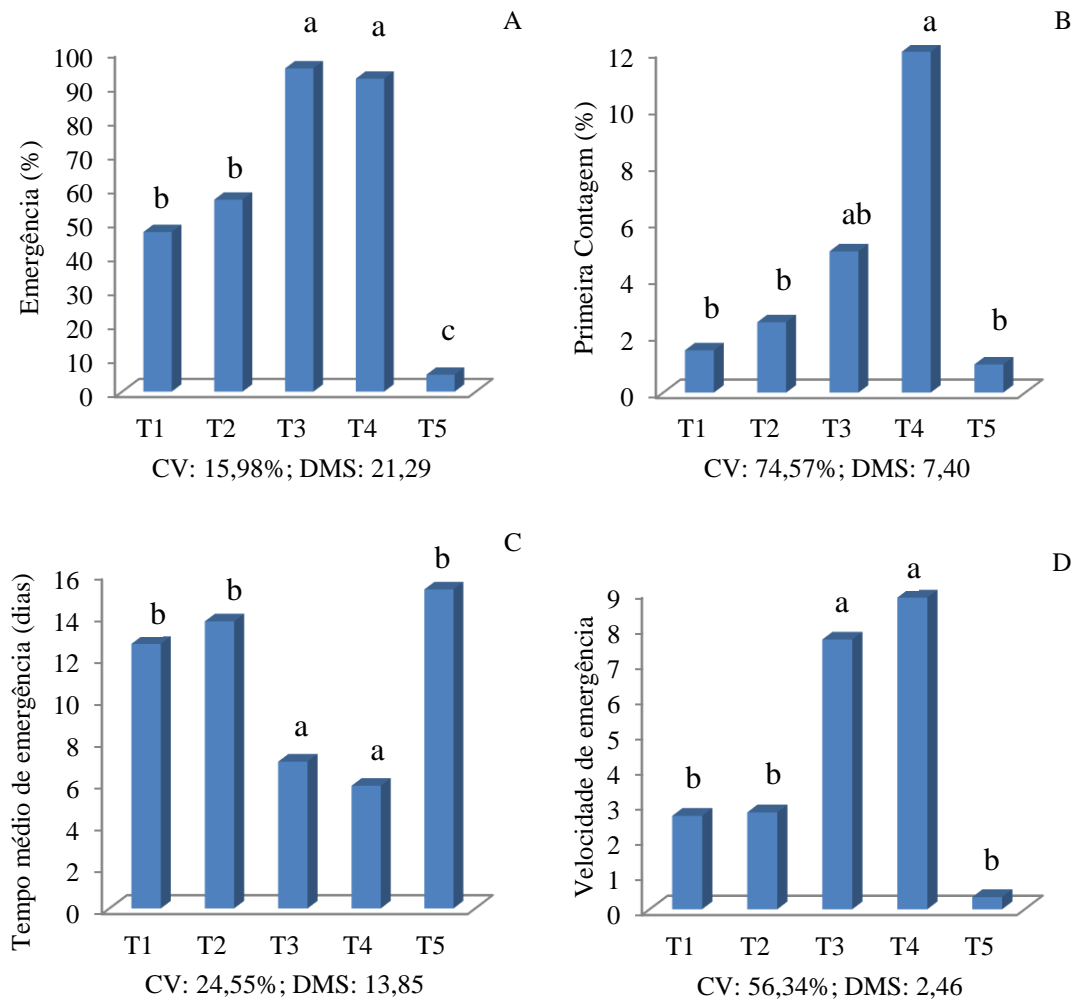 A
a a
b b
c
Emergência (%)
100
90
80
70
60
50
40
30
20
10
0
T1 T2 T3 T4 T5
CV: 15,98%; DMS: 21,29
B
a
ab
b b b
Primeira Contagem (%)
12
10
8
6
4
2
0
T1 T2 T3 T4 T5
CV: 74,57%; DMS: 7,40
C
b b a a b
Tempo médio de emergência (dias)
16
14
12
10
8
6
4
2
0
T1 T2 T3 T4 T5
CV: 24,55%; DMS: 13,85
D
b b a a b
Velocidade de emergência
9
8
7
6
5
4
3
2
1
0
T1 T2 T3 T4 T5
CV: 56,34%; DMS: 2,46